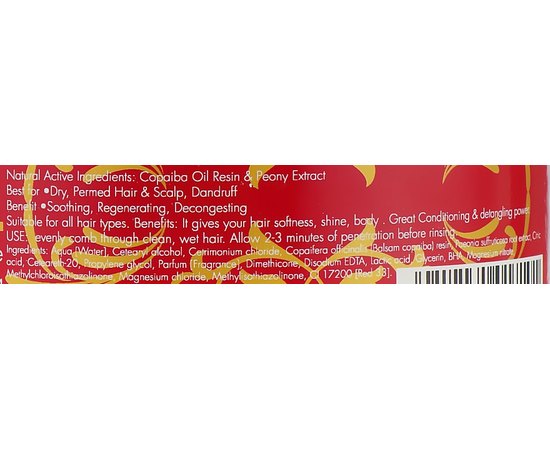 Natural Active Ingredients: Copaiba Oil Resin & Peony Extract
Best for •Dry, Permed Hair & Scalp, Dandruff
Benefit •Soothing, Regenerating, Decongesting
Suitable for all hair types. Benefits: It gives your hair softness, shine, body . Great Conditioning & detangling power.
USE: evenly comb through clean, wet hair. Allow 2-3 minutes of penetration before rinsing
Ingredients: Aqua [Water], Cetearyl alcohol, Cetrimonium chloride, Copaifera officinalis (Balsam copaiba) resin, Paeonia suffruticosa root extract, Citric
acid, Ceteareth-20, Propylene glycol, Parfum (Fragrance), Dimethicone, Disodium EDTA, Lactic acid, Glycerin, BHA, Magnesium nitrate,
Methylchloroisothiazolinone, Magnesium chloride, Methylisothiazolinone, CI 17200 [Red 33].